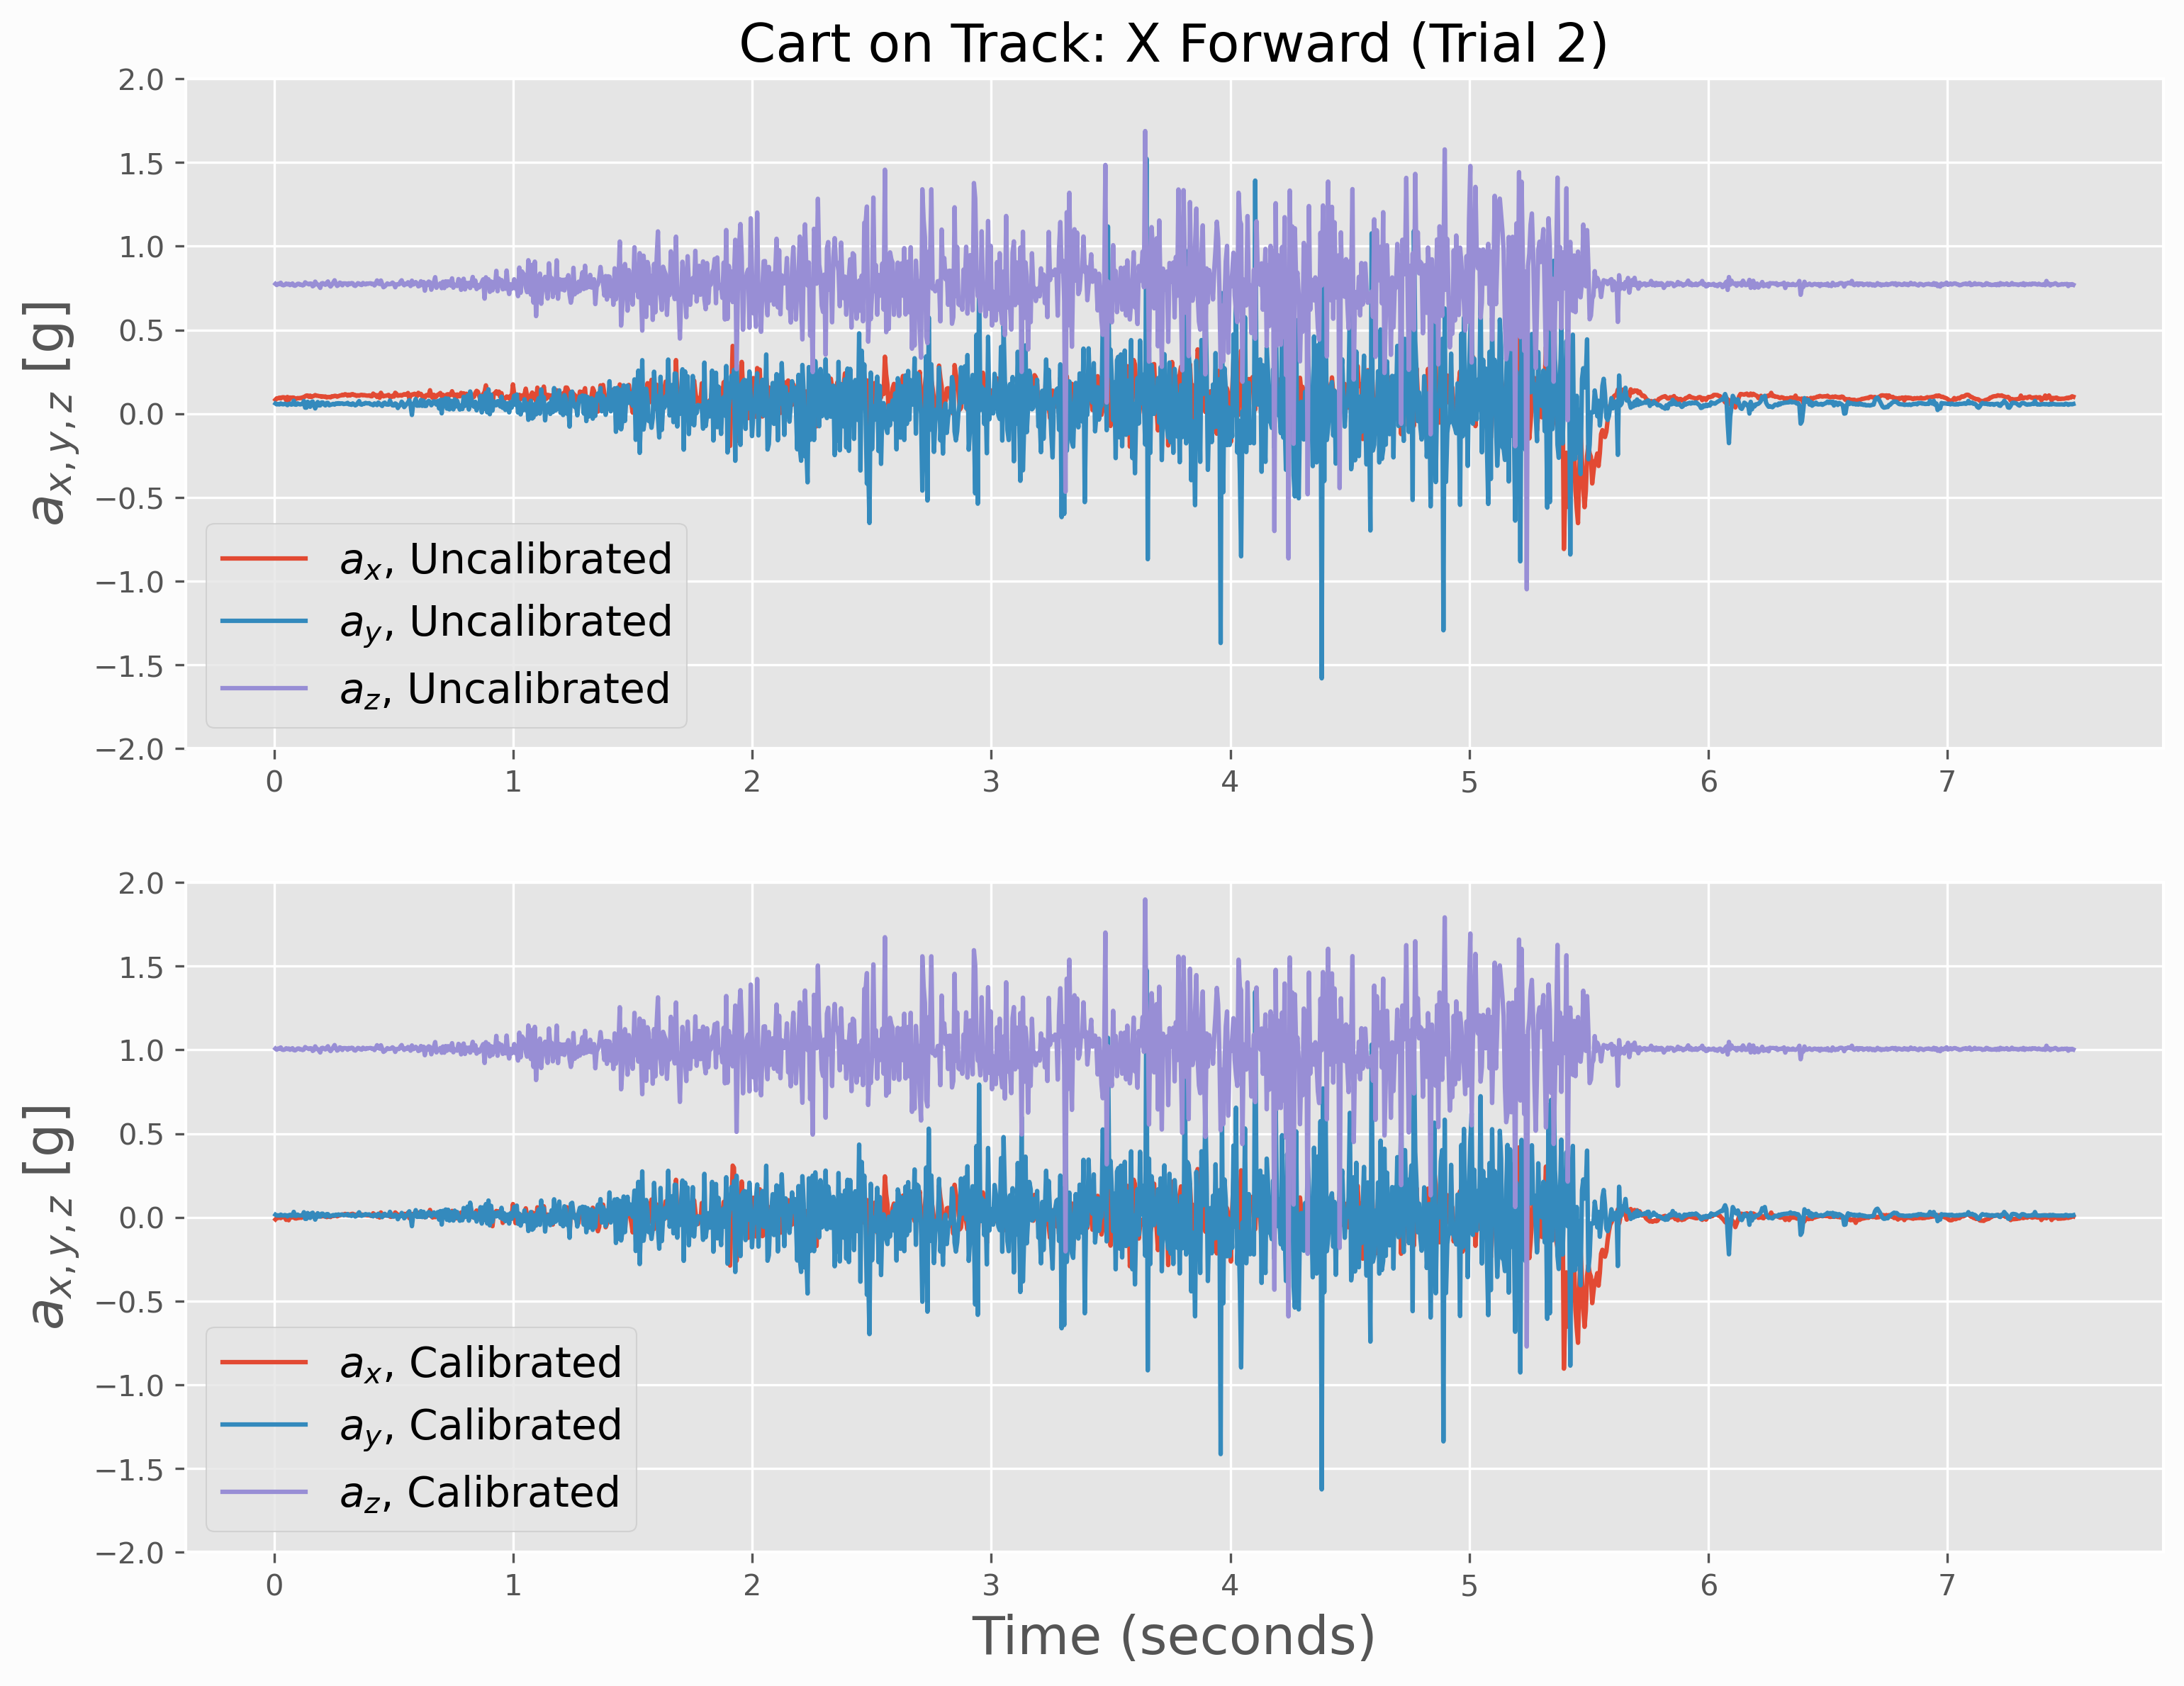 Cart on Track: X Forward (Trial 2)
2.0
1.5
1.0
0.5
0.0
−0.5
−1.0
−1.5
−2.0
a_{x,y,z} [g]
a_x, Uncalibrated
a_y, Uncalibrated
a_z, Uncalibrated
0 1 2 3 4 5 6 7
2.0
1.5
1.0
0.5
0.0
−0.5
−1.0
−1.5
−2.0
a_{x,y,z} [g]
a_x, Calibrated
a_y, Calibrated
a_z, Calibrated
0 1 2 3 4 5 6 7
Time (seconds)